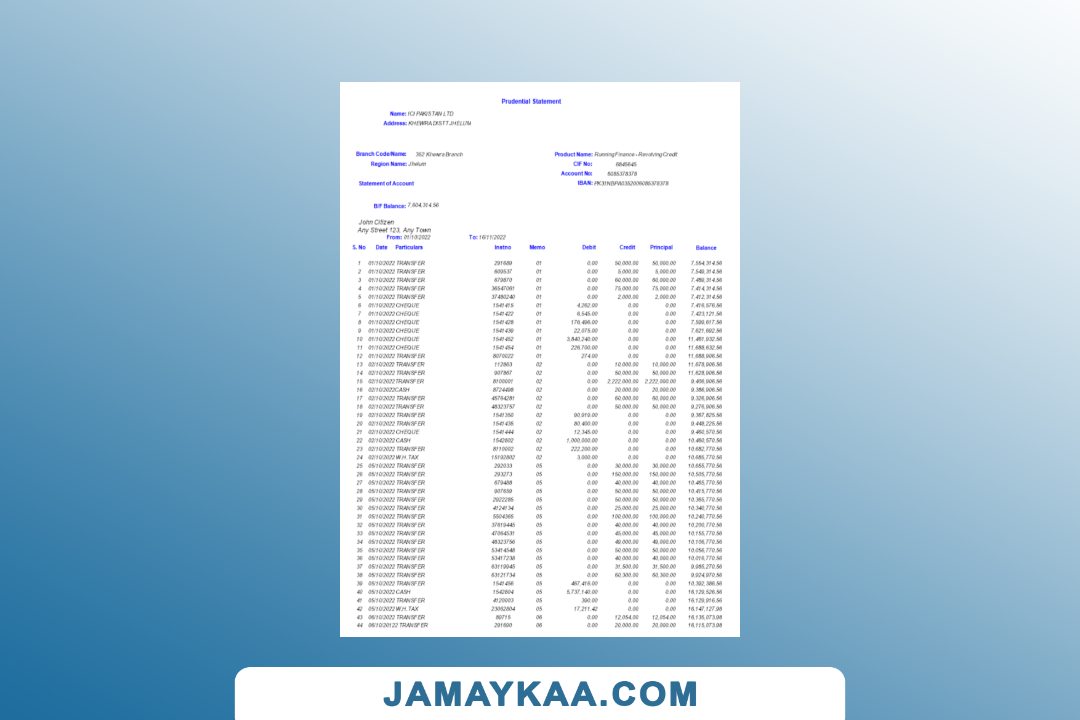 Prudential Statement
Name: ICI PAKISTAN LTD
Address: KHEWRA DISTT JHELUM
Branch Code/Name: 352 Khewra Branch Product Name: Running Finance - Revolving Credit
Region Name: Jhelum CIF No: 6845645
Account No: 6085378378
Statement of Account IBAN: PK31NBPA0352006085378378
B/F Balance: 7,604,314.56
John Citizen
Any Street 123, Any Town
From: 01/10/2022 To: 16/11/2022
S. No Date Particulars Instno Memo Debit Credit Principal Balance
1 01/10/2022 TRANSFER 291689 01 0.00 50,000.00 50,000.00 7,554,314.56
2 01/10/2022 TRANSFER 609537 01 0.00 5,000.00 5,000.00 7,549,314.56
3 01/10/2022 TRANSFER 679870 01 0.00 60,000.00 60,000.00 7,489,314.56
4 01/10/2022 TRANSFER 36547061 01 0.00 75,000.00 75,000.00 7,414,314.56
5 01/10/2022 TRANSFER 37480240 01 0.00 2,000.00 2,000.00 7,412,314.56
6 01/10/2022 CHEQUE 1541415 01 4,262.00 0.00 0.00 7,416,576.56
7 01/10/2022 CHEQUE 1541422 01 6,545.00 0.00 0.00 7,423,121.56
8 01/10/2022 CHEQUE 1541428 01 176,496.00 0.00 0.00 7,599,617.56
9 01/10/2022 CHEQUE 1541430 01 22,075.00 0.00 0.00 7,621,692.56
10 01/10/2022 CHEQUE 1541452 01 3,840,240.00 0.00 0.00 11,461,932.56
11 01/10/2022 CHEQUE 1541454 01 226,700.00 0.00 0.00 11,688,632.56
12 01/10/2022 TRANSFER 8070022 01 274.00 0.00 0.00 11,688,906.56
13 02/10/2022 TRANSFER 112863 02 0.00 10,000.00 10,000.00 11,678,906.56
14 02/10/2022 TRANSFER 907867 02 0.00 50,000.00 50,000.00 11,628,906.56
15 02/10/2022 TRANSFER 8100001 02 0.00 2,222,000.00 2,222,000.00 9,406,906.56
16 02/10/2022 CASH 8724498 02 0.00 20,000.00 20,000.00 9,386,906.56
17 02/10/2022 TRANSFER 45764281 02 0.00 60,000.00 60,000.00 9,326,906.56
18 02/10/2022 TRANSFER 48323757 02 0.00 50,000.00 50,000.00 9,276,906.56
19 02/10/2022 TRANSFER 1541350 02 90,919.00 0.00 0.00 9,367,825.56
20 02/10/2022 TRANSFER 1541435 02 80,400.00 0.00 0.00 9,448,225.56
21 02/10/2022 CHEQUE 1541444 02 12,345.00 0.00 0.00 9,460,570.56
22 02/10/2022 CASH 1542802 02 1,000,000.00 0.00 0.00 10,460,570.56
23 02/10/2022 TRANSFER 8110002 02 222,200.00 0.00 0.00 10,682,770.56
24 02/10/2022 W.H.TAX 15192802 02 3,000.00 0.00 0.00 10,685,770.56
25 05/10/2022 TRANSFER 292033 05 0.00 30,000.00 30,000.00 10,655,770.56
26 05/10/2022 TRANSFER 293273 05 0.00 150,000.00 150,000.00 10,505,770.56
27 05/10/2022 TRANSFER 679488 05 0.00 40,000.00 40,000.00 10,465,770.56
28 05/10/2022 TRANSFER 907699 05 0.00 50,000.00 50,000.00 10,415,770.56
29 05/10/2022 TRANSFER 2922285 05 0.00 50,000.00 50,000.00 10,365,770.56
30 05/10/2022 TRANSFER 4124134 05 0.00 25,000.00 25,000.00 10,340,770.56
31 05/10/2022 TRANSFER 5504365 05 0.00 100,000.00 100,000.00 10,240,770.56
32 05/10/2022 TRANSFER 37619445 05 0.00 40,000.00 40,000.00 10,200,770.56
33 05/10/2022 TRANSFER 47064531 05 0.00 45,000.00 45,000.00 10,155,770.56
34 05/10/2022 TRANSFER 48323756 05 0.00 49,000.00 49,000.00 10,106,770.56
35 05/10/2022 TRANSFER 53414548 05 0.00 50,000.00 50,000.00 10,056,770.56
36 05/10/2022 TRANSFER 53417238 05 0.00 40,000.00 40,000.00 10,016,770.56
37 05/10/2022 TRANSFER 63119945 05 0.00 31,500.00 31,500.00 9,985,270.56
38 05/10/2022 TRANSFER 63121734 05 0.00 60,300.00 60,300.00 9,924,970.56
39 05/10/2022 TRANSFER 1541456 05 467,416.00 0.00 0.00 10,392,386.56
40 05/10/2022 CASH 1542804 05 5,737,140.00 0.00 0.00 16,129,526.56
41 05/10/2022 TRANSFER 4120003 05 390.00 0.00 0.00 16,129,916.56
42 05/10/2022 W.H.TAX 23062804 05 17,211.42 0.00 0.00 16,147,127.98
43 06/10/2022 TRANSFER 89715 06 0.00 12,054.00 12,054.00 16,135,073.98
44 06/10/20122 TRANSFER 291690 06 0.00 20,000.00 20,000.00 16,115,073.98
JAMAYKAA.COM